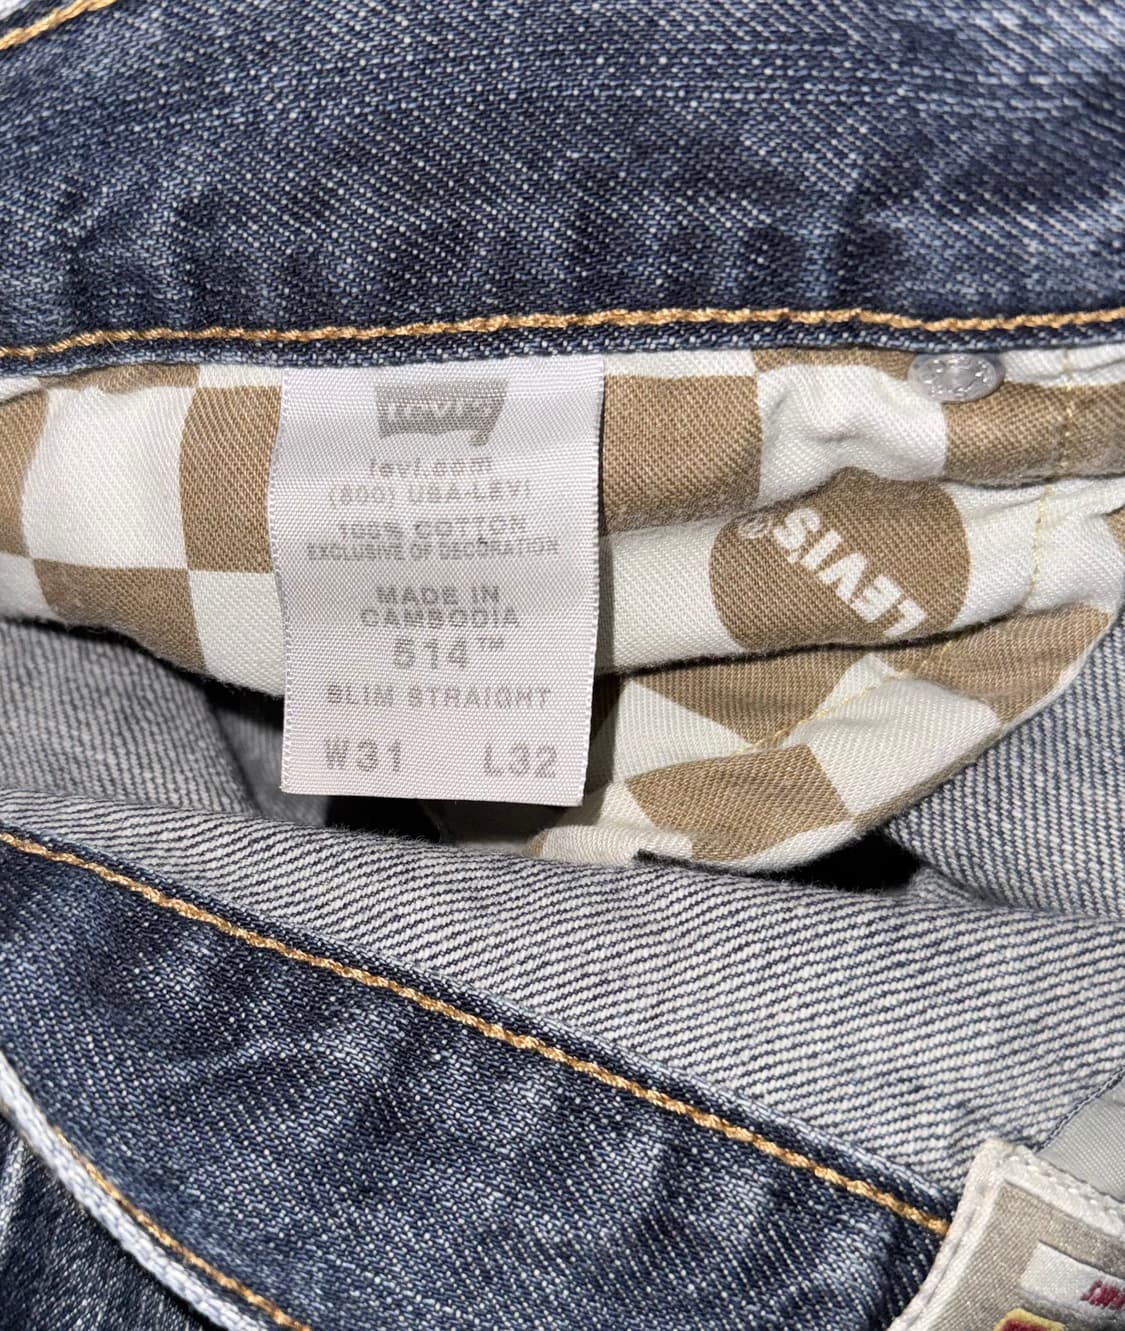 Levi's
levi.com
(800) USA-LEVI
100% COTTON
EXCLUSIVE OF DECORATION
MADE IN
CAMBODIA
514™
SLIM STRAIGHT
W31 L32
LEVI'S®